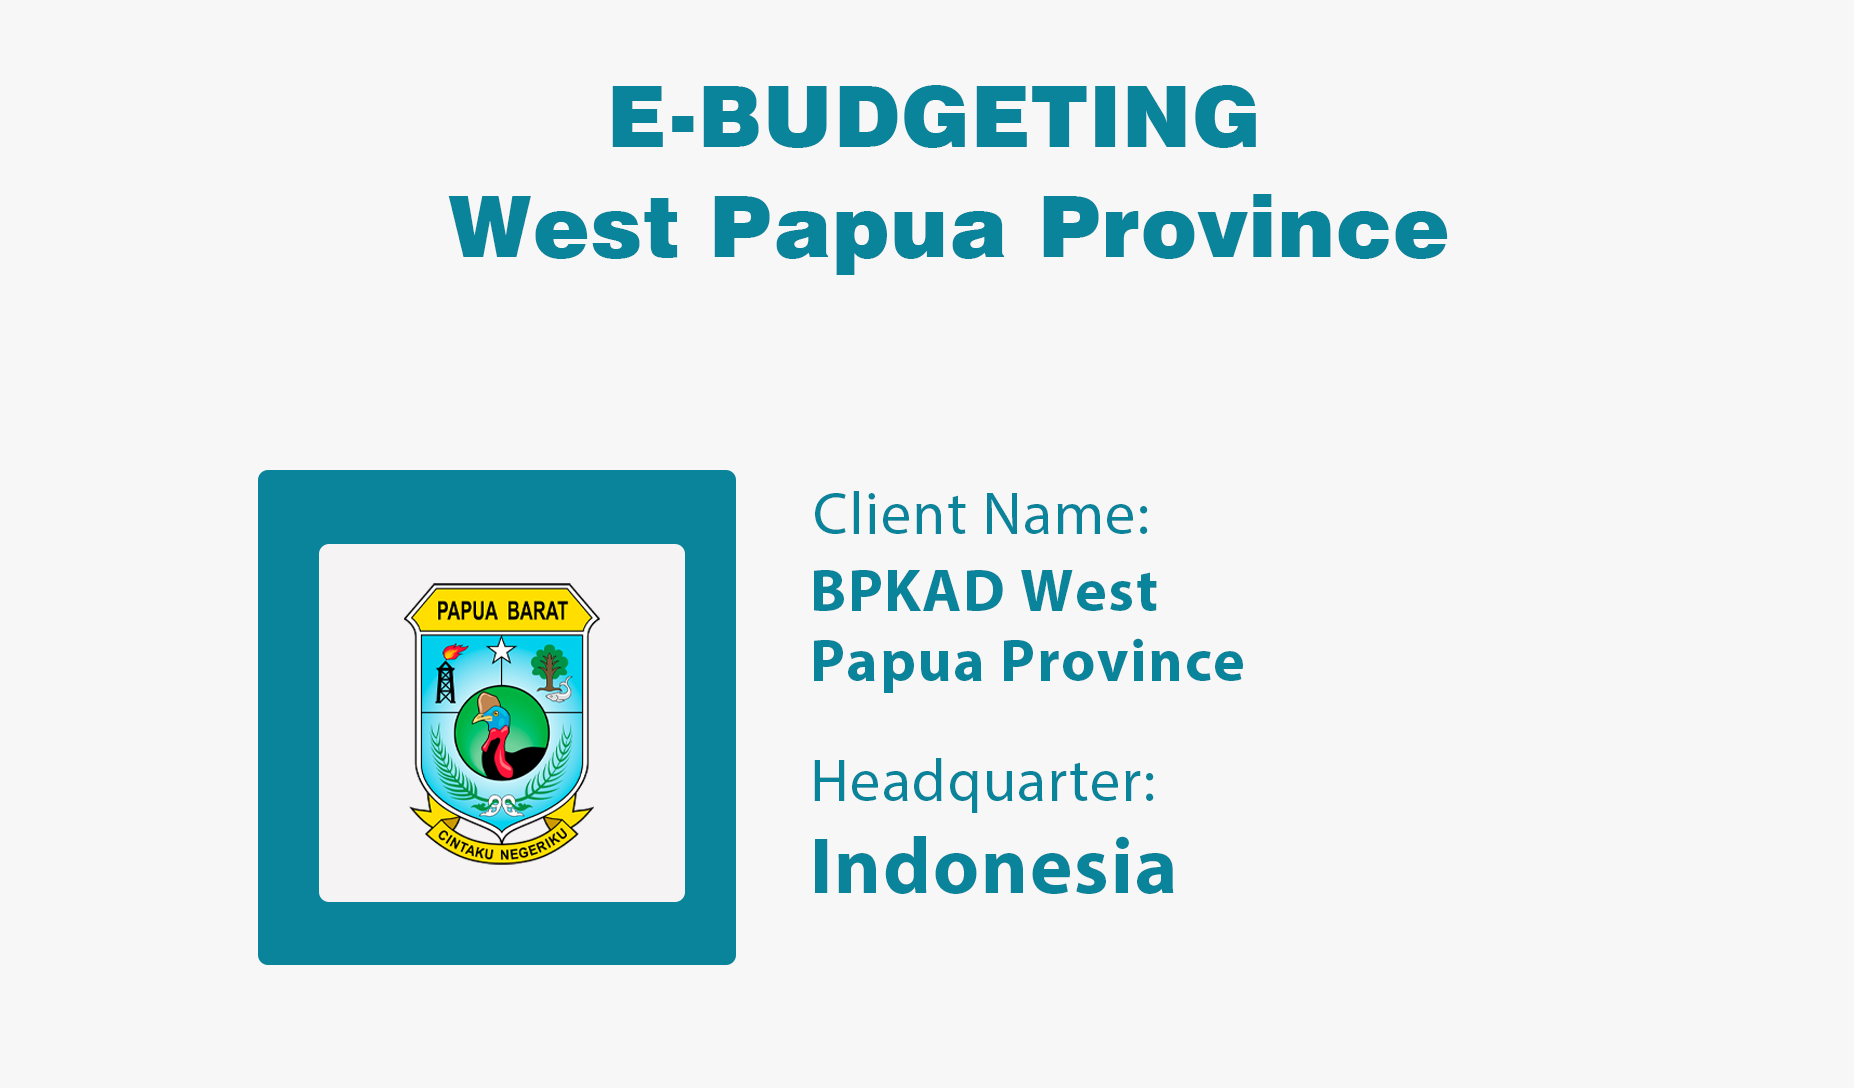 E-BUDGETING
West Papua Province
PAPUA BARAT
CINTAKU NEGERIKU
Client Name:
BPKAD West
Papua Province
Headquarter:
Indonesia